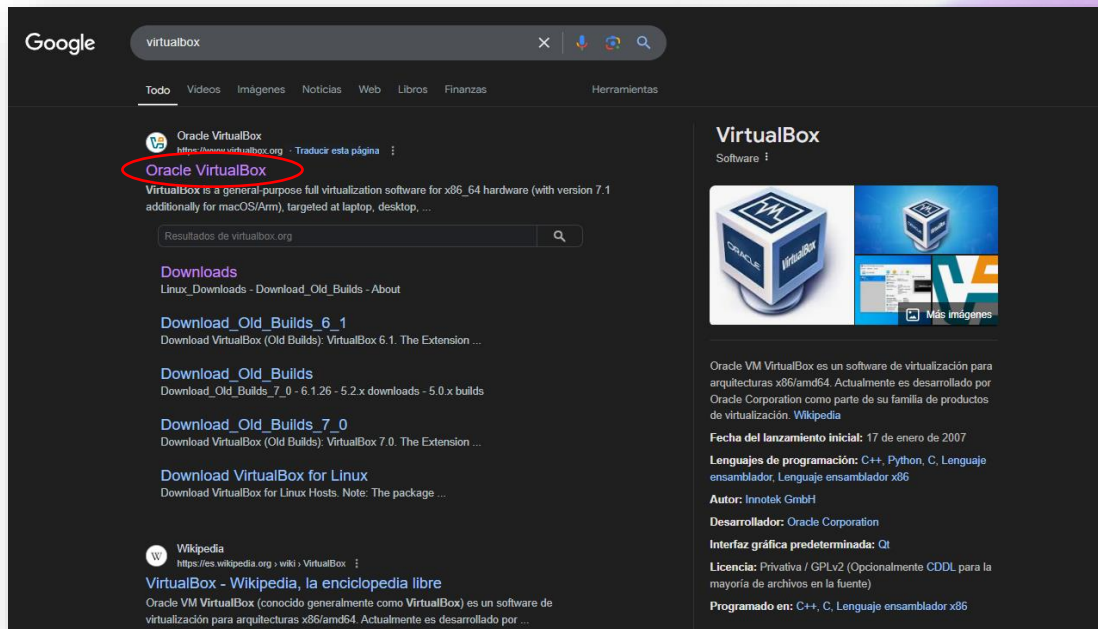 Google
virtualbox
Todo Videos Imágenes Noticias Web Libros Finanzas Herramientas
Oracle VirtualBox
https://www.virtualbox.org · Traducir esta página
Oracle VirtualBox
VirtualBox is a general-purpose full virtualization software for x86_64 hardware (with version 7.1
additionally for macOS/Arm), targeted at laptop, desktop, ...
Resultados de virtualbox.org
Downloads
Linux_Downloads - Download_Old_Builds - About
Download_Old_Builds_6_1
Download VirtualBox (Old Builds): VirtualBox 6.1. The Extension ...
Download_Old_Builds
Download_Old_Builds_7_0 - 6.1.26 - 5.2.x downloads - 5.0.x builds
Download_Old_Builds_7_0
Download VirtualBox (Old Builds): VirtualBox 7.0. The Extension ...
Download VirtualBox for Linux
Download VirtualBox for Linux Hosts. Note: The package ...
W
Wikipedia
https://es.wikipedia.org › wiki › VirtualBox
VirtualBox - Wikipedia, la enciclopedia libre
Oracle VM VirtualBox (conocido generalmente como VirtualBox) es un software de
virtualización para arquitecturas x86/amd64. Actualmente es desarrollado por ...
VirtualBox
Software
ORACLE
VirtualBox
Más imágenes
Oracle VM VirtualBox es un software de virtualización para
arquitecturas x86/amd64. Actualmente es desarrollado por
Oracle Corporation como parte de su familia de productos
de virtualización. Wikipedia
Fecha del lanzamiento inicial: 17 de enero de 2007
Lenguajes de programación: C++, Python, C, Lenguaje
ensamblador, Lenguaje ensamblador x86
Autor: Innotek GmbH
Desarrollador: Oracle Corporation
Interfaz gráfica predeterminada: Qt
Licencia: Privativa / GPLv2 (Opcionalmente CDDL para la
mayoría de archivos en la fuente)
Programado en: C++, C, Lenguaje ensamblador x86